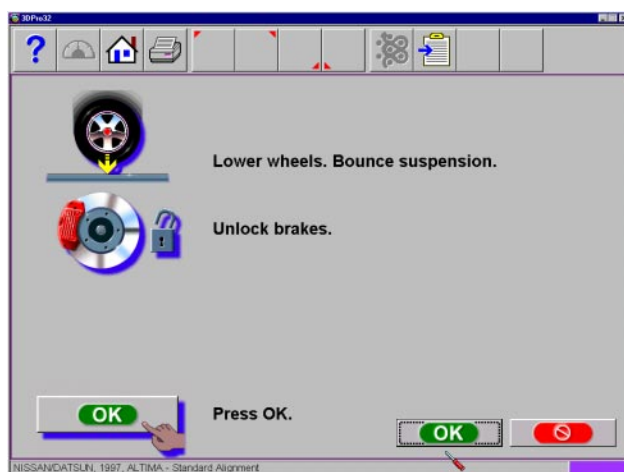 3DPro32
?
Lower wheels. Bounce suspension.
Unlock brakes.
OK
Press OK.
OK
NISSAN/DATSUN, 1997, ALTIMA - Standard Alignment